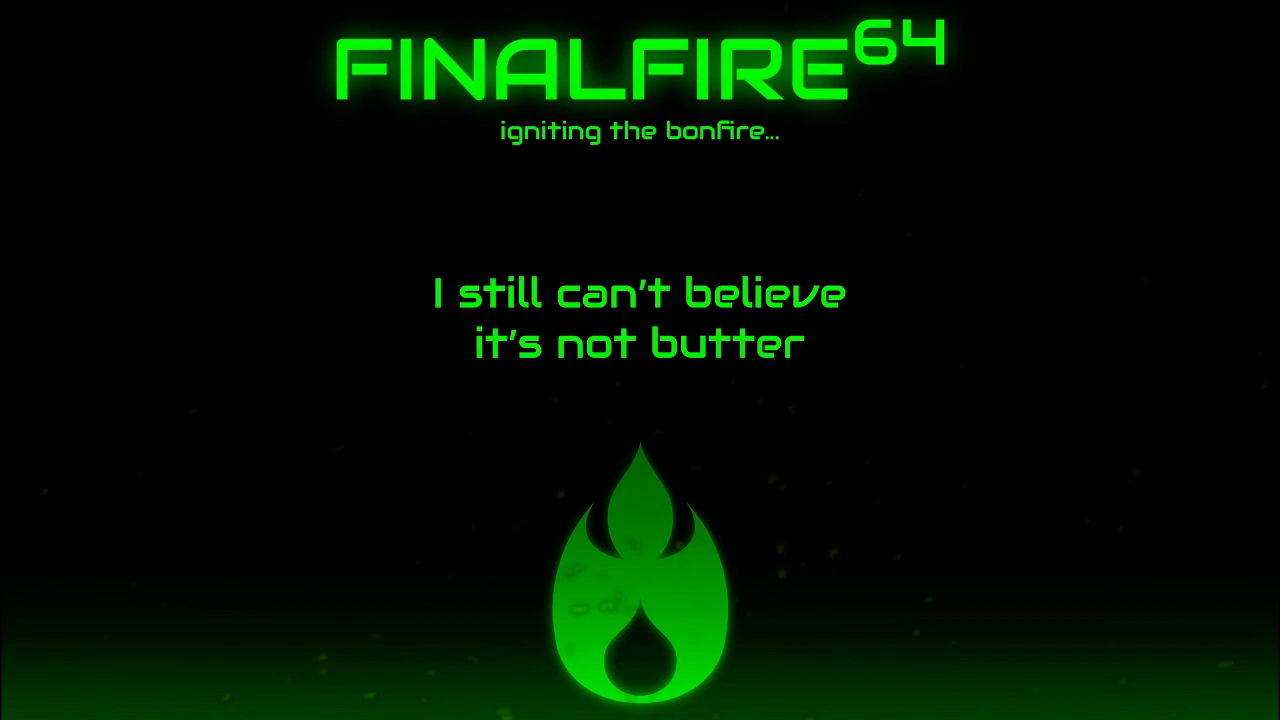 FINALFIRE⁶⁴
igniting the bonfire...
I still can't believe
it's not butter